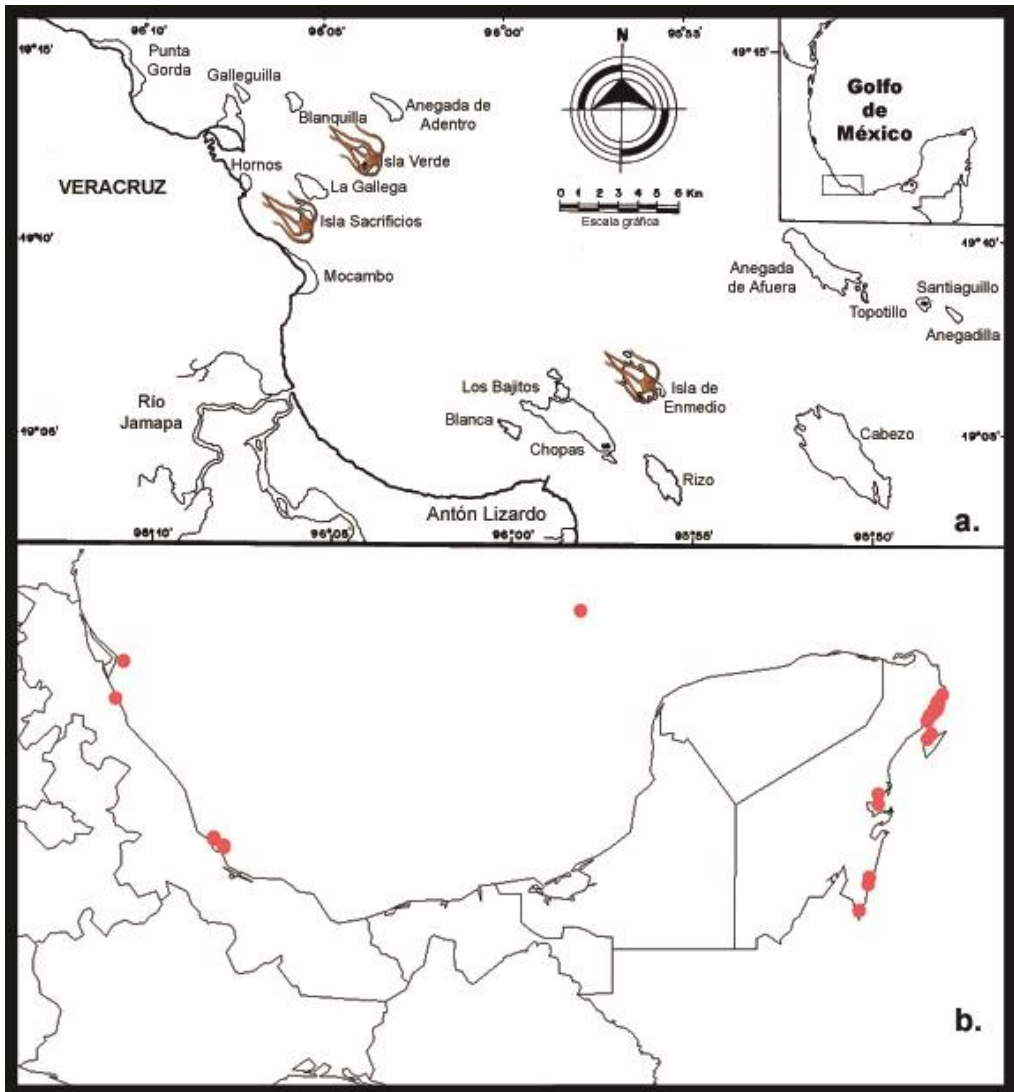 96°10'
96°05'
96°00'
95°55'
19°15'
Punta
Gorda
Galleguilla
Blanquilla
Anegada de
Adentro
N
19°15'
Golfo
de
México
Hornos
Isla Verde
VERACRUZ
La Gallega
Isla Sacrificios
0 1 2 3 4 5 6 Km
Escala gráfica
19°10'
19°10'
Mocambo
Anegada
de Afuera
Santiaguillo
Topotillo
Anegadilla
Los Bajitos
Isla de
Enmedio
Río
Jamapa
Blanca
Chopas
Cabezo
19°05'
19°05'
Rizo
Antón Lizardo
a.
96°10'
96°05'
96°00'
95°55'
95°50'
b.